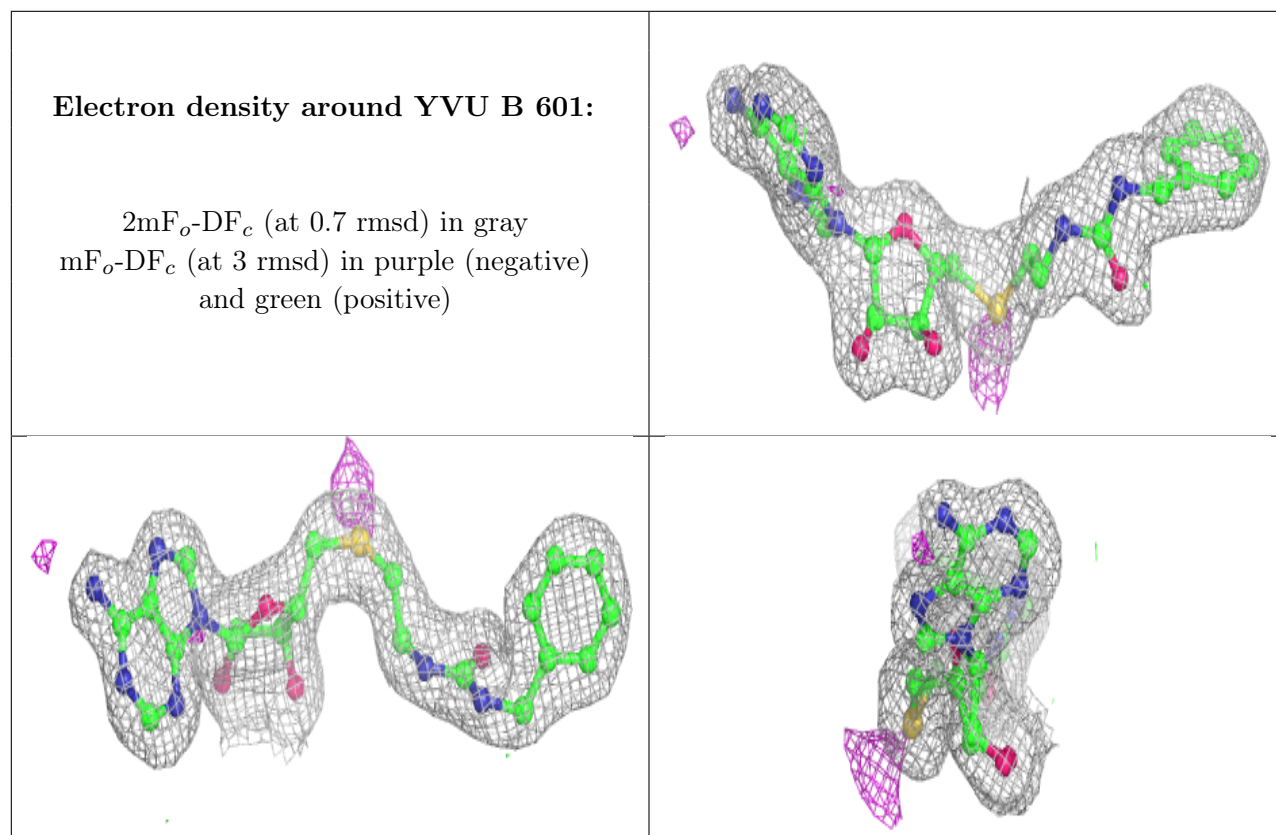 Electron density around YVU B 601:
2mFo-DFc (at 0.7 rmsd) in gray
mFo-DFc (at 3 rmsd) in purple (negative)
and green (positive)